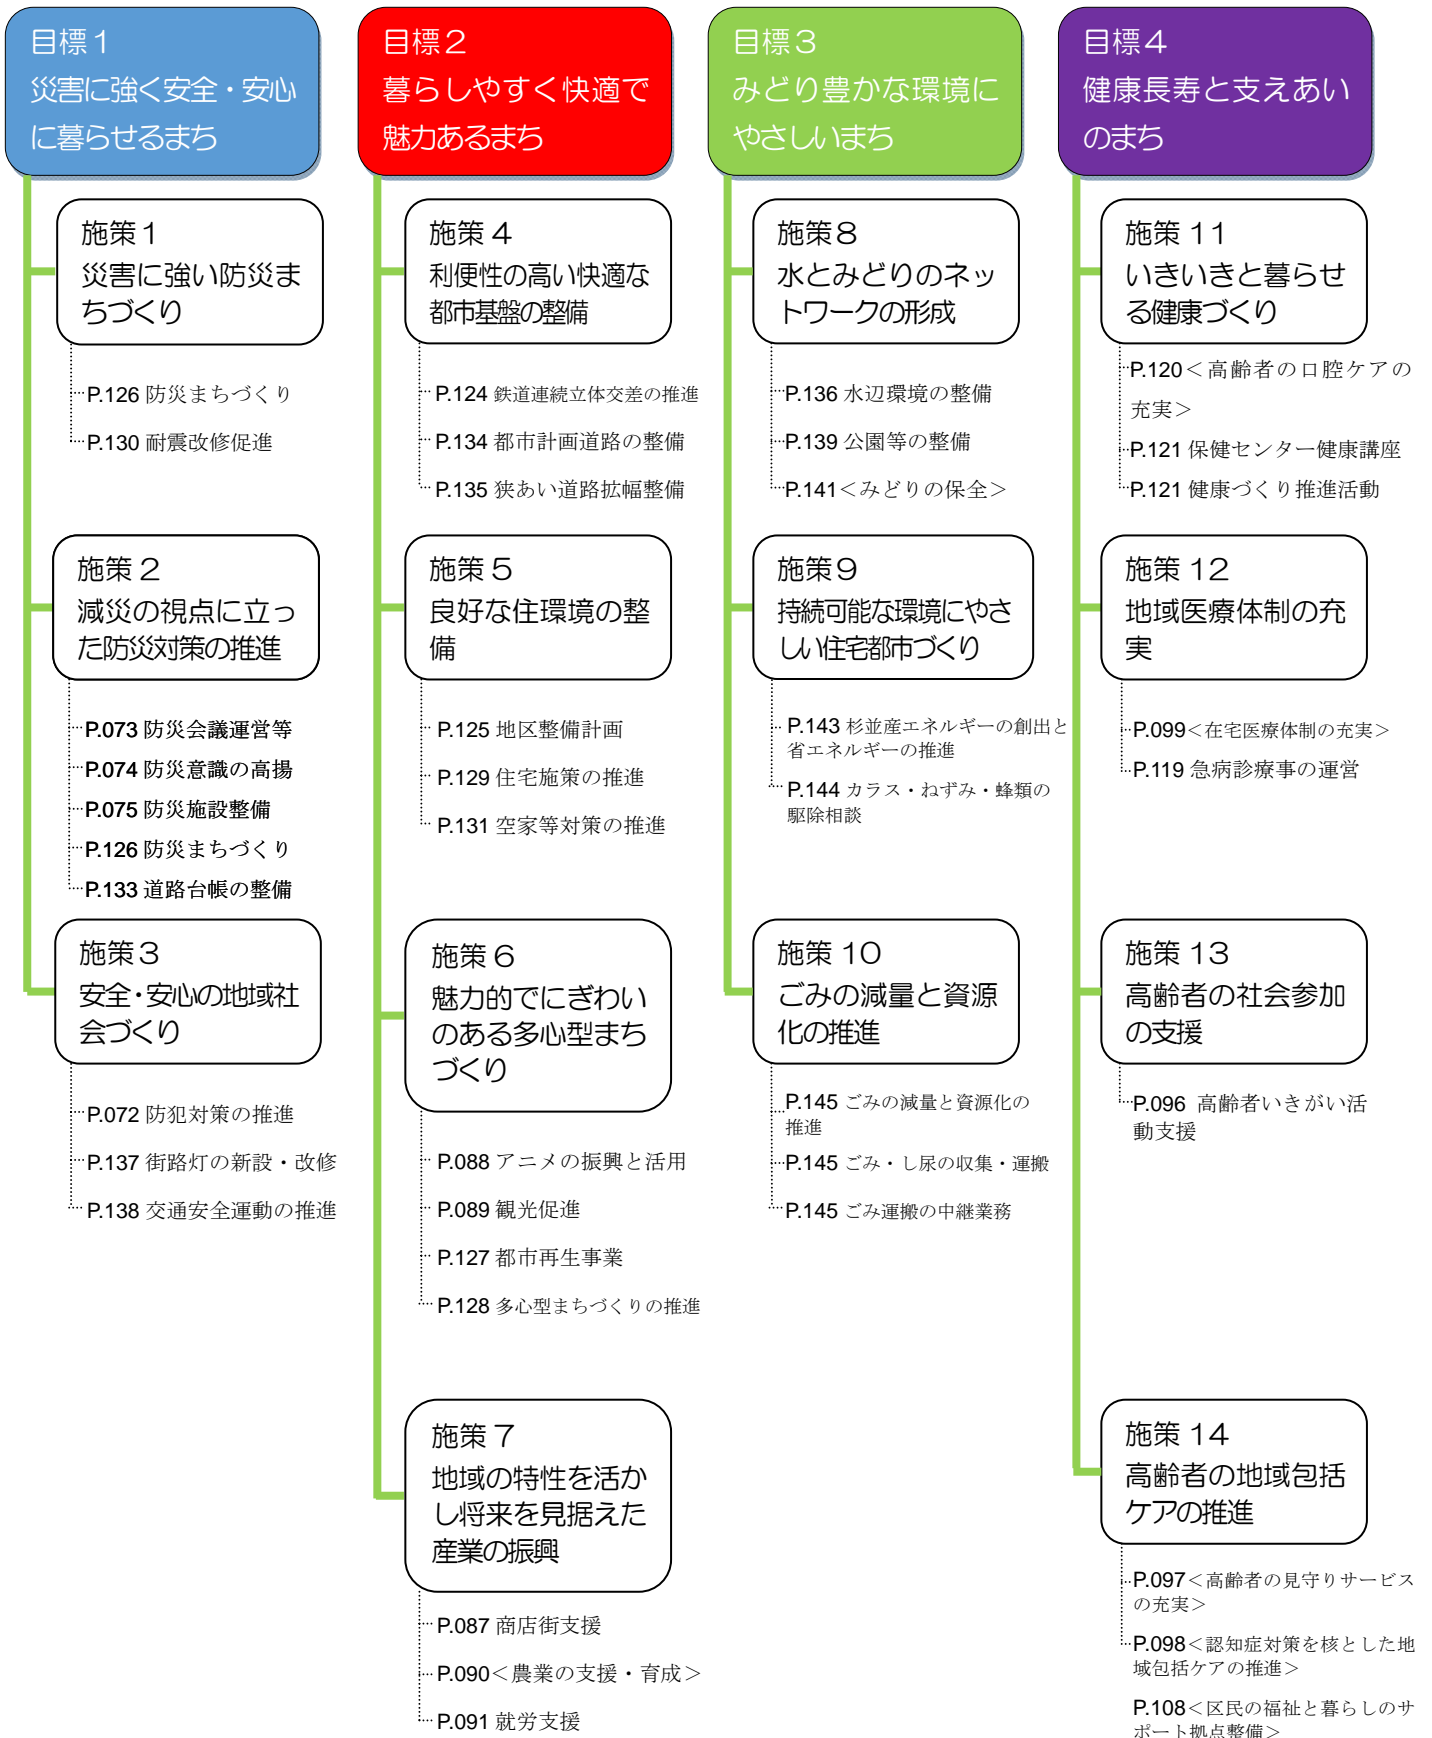 目標１
災害に強く安全・安心
に暮らせるまち
施策１
災害に強い防災ま
ちづくり
P.126 防災まちづくり
P.130 耐震改修促進
施策２
減災の視点に立っ
た防災対策の推進
P.073 防災会議運営等
P.074 防災意識の高揚
P.075 防災施設整備
P.126 防災まちづくり
P.133 道路台帳の整備
施策３
安全・安心の地域社
会づくり
P.072 防犯対策の推進
P.137 街路灯の新設・改修
P.138 交通安全運動の推進
目標２
暮らしやすく快適で
魅力あるまち
施策４
利便性の高い快適な
都市基盤の整備
P.124 鉄道連続立体交差の推進
P.134 都市計画道路の整備
P.135 狭あい道路拡幅整備
施策５
良好な住環境の整
備
P.125 地区整備計画
P.129 住宅施策の推進
P.131 空家等対策の推進
施策６
魅力的でにぎわい
のある多心型まち
づくり
P.088 アニメの振興と活用
P.089 観光促進
P.127 都市再生事業
P.128 多心型まちづくりの推進
施策７
地域の特性を活か
し将来を見据えた
産業の振興
P.087 商店街支援
P.090＜農業の支援・育成＞
P.091 就労支援
目標３
みどり豊かな環境に
やさしいまち
施策８
水とみどりのネッ
トワークの形成
P.136 水辺環境の整備
P.139 公園等の整備
P.141＜みどりの保全＞
施策９
持続可能な環境にやさ
しい住宅都市づくり
P.143 杉並産エネルギーの創出と
省エネルギーの推進
P.144 カラス・ねずみ・蜂類の
駆除相談
施策 10
ごみの減量と資源
化の推進
P.145 ごみの減量と資源化の
推進
P.145 ごみ・し尿の収集・運搬
P.145 ごみ運搬の中継業務
目標４
健康長寿と支えあい
のまち
施策 11
いきいきと暮らせ
る健康づくり
P.120＜高齢者の口腔ケアの
充実＞
P.121 保健センター健康講座
P.121 健康づくり推進活動
施策 12
地域医療体制の充
実
P.099＜在宅医療体制の充実＞
P.119 急病診療事の運営
施策 13
高齢者の社会参加
の支援
P.096 高齢者いきがい活
動支援
施策 14
高齢者の地域包括
ケアの推進
P.097＜高齢者の見守りサービス
の充実＞
P.098＜認知症対策を核とした地
域包括ケアの推進＞
P.108＜区民の福祉と暮らしのサ
ポート拠点整備＞